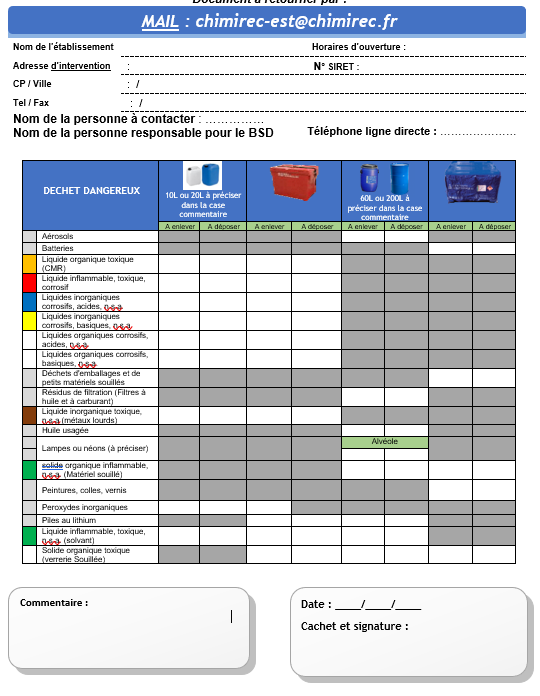 Document à retourner par :
MAIL : chimirec-est@chimirec.fr
Nom de l'établissement
Horaires d'ouverture :
Adresse d'intervention :
N° SIRET :
CP / Ville : /
Tel / Fax : /
Nom de la personne à contacter : ……………
Nom de la personne responsable pour le BSD
Téléphone ligne directe : …………………
DECHET DANGEREUX
10L ou 20L à préciser
dans la case
commentaire
60L ou 200L à
préciser dans la case
commentaire
A enlever A déposer A enlever A déposer A enlever A déposer A enlever A déposer
Aérosols
Batteries
Liquide organique toxique
(CMR)
Liquide inflammable, toxique,
corrosif
Liquides inorganiques
corrosifs, acides, n.s.a.
Liquides inorganiques
corrosifs, basiques, n.s.a.
Liquides organiques corrosifs,
acides, n.s.a.
Liquides organiques corrosifs,
basiques, n.s.a.
Déchets d'emballages et de
petits matériels souillés
Résidus de filtration (Filtres à
huile et à carburant)
Liquide inorganique toxique,
n.s.a (métaux lourds)
Huile usagée
Lampes ou néons (à préciser)
Alvéole
solide organique inflammable,
n.s.a. (Matériel souillé)
Peintures, colles, vernis
Peroxydes inorganiques
Piles au lithium
Liquide inflammable, toxique,
n.s.a. (solvant)
Solide organique toxique
(verrerie Souillée)
Commentaire :
Date : ____/____/____
Cachet et signature :